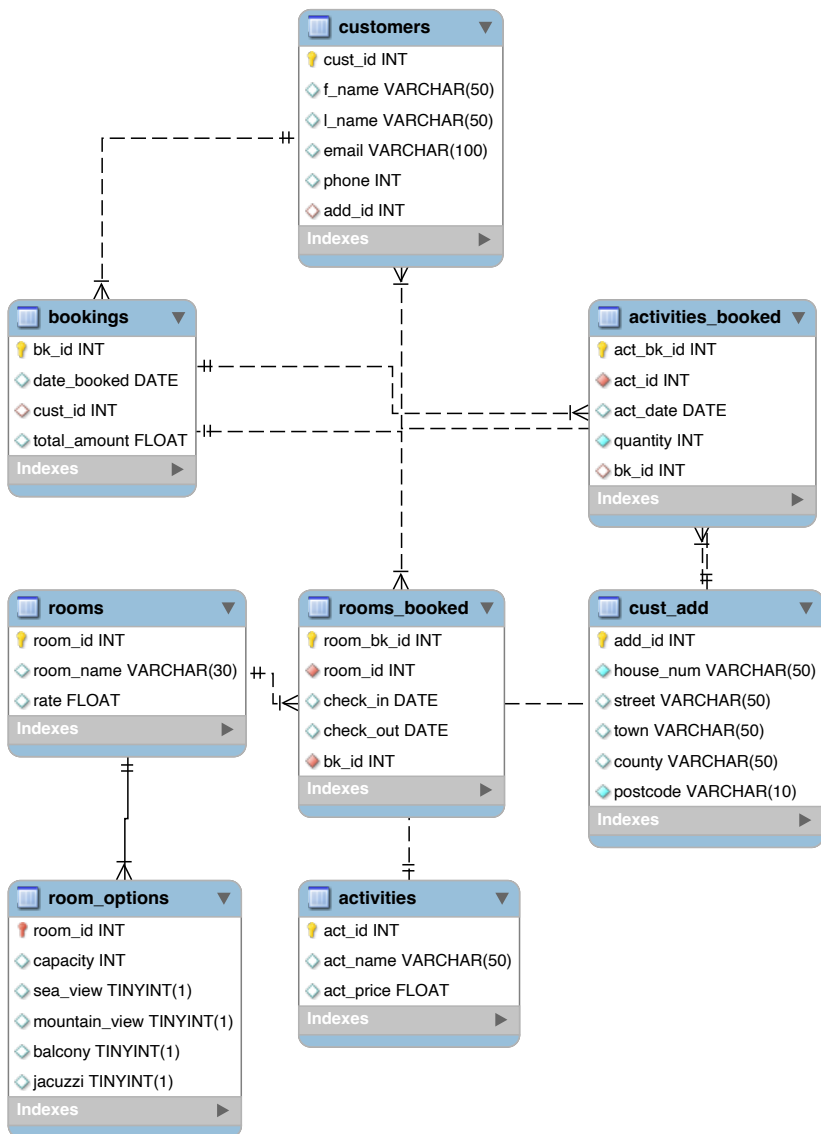 customers
cust_id INT
f_name VARCHAR(50)
l_name VARCHAR(50)
email VARCHAR(100)
phone INT
add_id INT
Indexes
bookings
bk_id INT
date_booked DATE
cust_id INT
total_amount FLOAT
Indexes
activities_booked
act_bk_id INT
act_id INT
act_date DATE
quantity INT
bk_id INT
Indexes
rooms
room_id INT
room_name VARCHAR(30)
rate FLOAT
Indexes
rooms_booked
room_bk_id INT
room_id INT
check_in DATE
check_out DATE
bk_id INT
Indexes
cust_add
add_id INT
house_num VARCHAR(50)
street VARCHAR(50)
town VARCHAR(50)
county VARCHAR(50)
postcode VARCHAR(10)
Indexes
room_options
room_id INT
capacity INT
sea_view TINYINT(1)
mountain_view TINYINT(1)
balcony TINYINT(1)
jacuzzi TINYINT(1)
Indexes
activities
act_id INT
act_name VARCHAR(50)
act_price FLOAT
Indexes